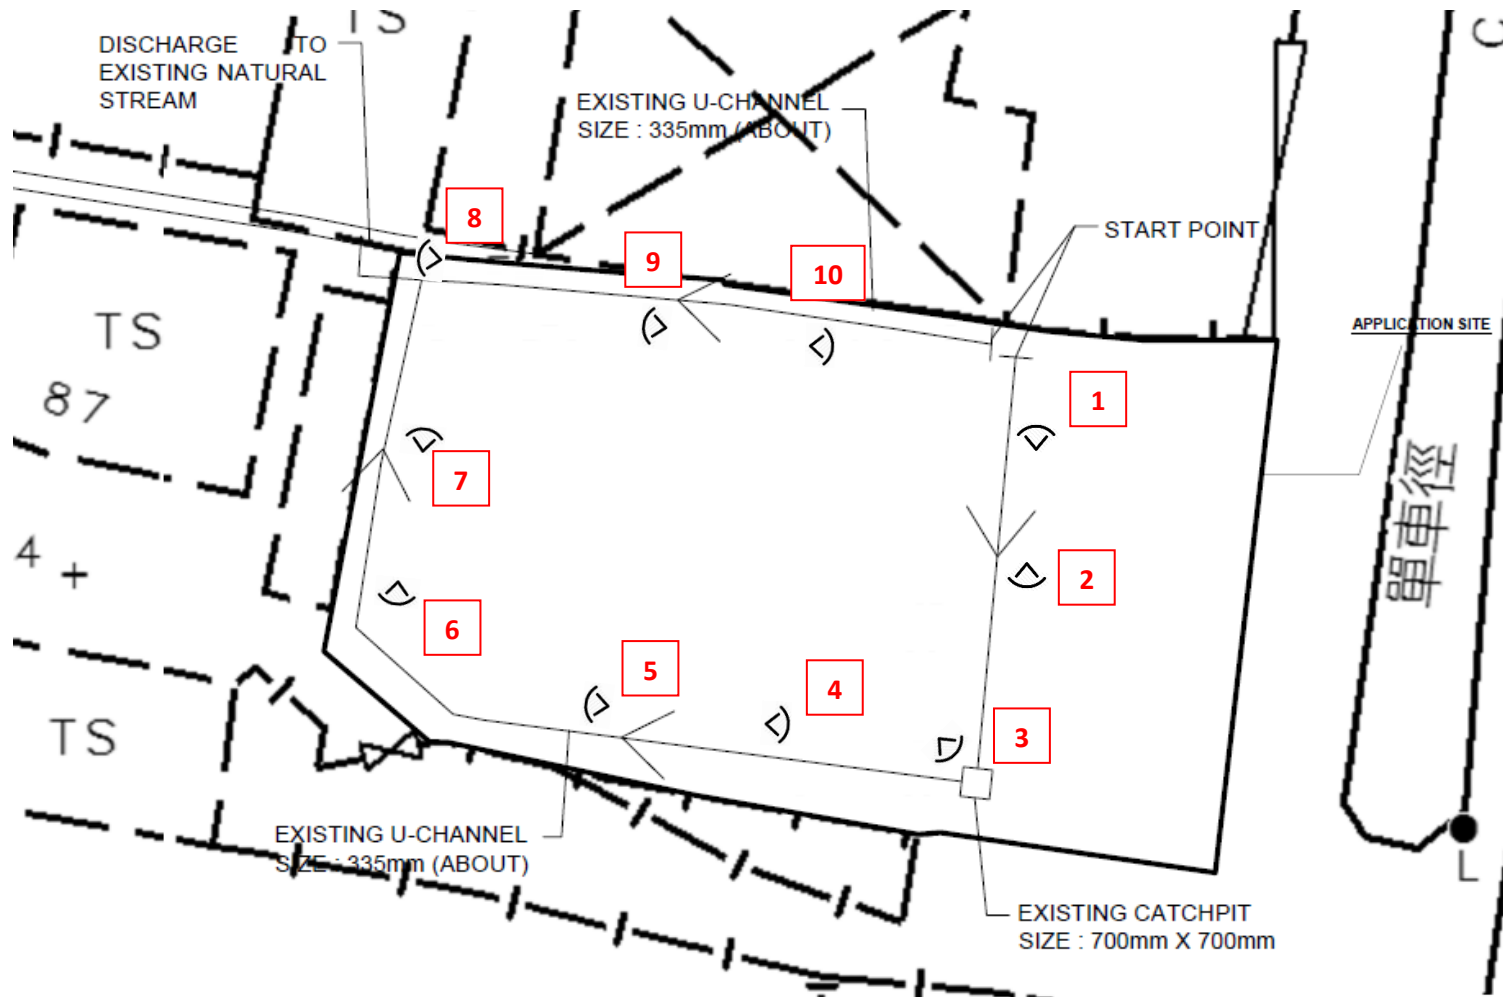 TS
DISCHARGE TO
EXISTING NATURAL
STREAM
EXISTING U-CHANNEL
SIZE : 335mm (ABOUT)
C
8
START POINT
9
10
APPLICATION SITE
TS
87
1
7
單車徑
4 +
2
6
5
4
3
TS
EXISTING U-CHANNEL
SIZE : 335mm (ABOUT)
L
EXISTING CATCHPIT
SIZE : 700mm X 700mm